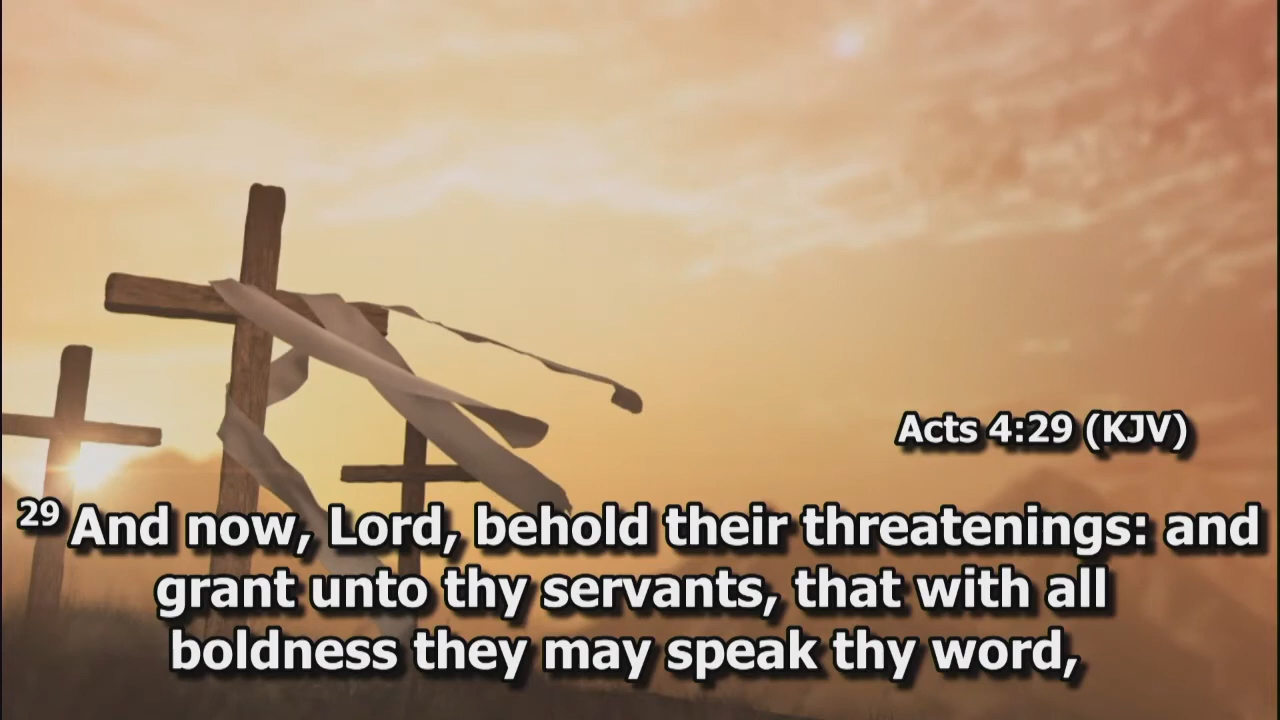 Acts 4:29 (KJV)
29 And now, Lord, behold their threatenings: and
grant unto thy servants, that with all
boldness they may speak thy word,